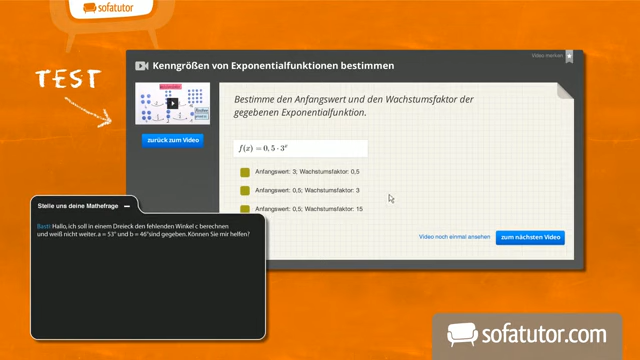 sofatutor
TEST
Video merken
Kenngrößen von Exponentialfunktionen bestimmen
zurück zum Video
Bestimme den Anfangswert und den Wachstumsfaktor der
gegebenen Exponentialfunktion.
f(x) = 0,5 · 3ˣ
Anfangswert: 3; Wachstumsfaktor: 0,5
Anfangswert: 0,5; Wachstumsfaktor: 3
Anfangswert: 0,5; Wachstumsfaktor: 15
Video noch einmal ansehen
zum nächsten Video
Stelle uns deine Mathefrage
Basti: Hallo, ich soll in einem Dreieck den fehlenden Winkel c berechnen
und weiß nicht weiter. a = 53° und b = 46° sind gegeben. Können Sie mir helfen?
sofatutor.com